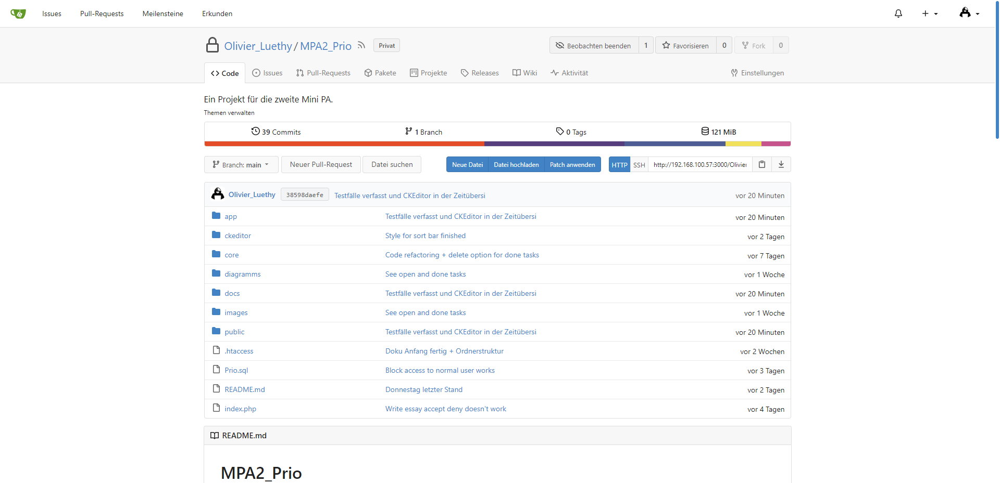 Issues Pull-Requests Meilensteine Erkunden
Olivier_Luethy / MPA2_Prio Privat Beobachten beenden 1 Favorisieren 0 Fork 0
Code Issues Pull-Requests Pakete Projekte Releases Wiki Aktivität Einstellungen
Ein Projekt für die zweite Mini PA.
Themen verwalten
39 Commits 1 Branch 0 Tags 121 MiB
Branch: main Neuer Pull-Request Datei suchen Neue Datei Datei hochladen Patch anwenden HTTP SSH http://192.168.100.57:3000/Olivier
Olivier_Luethy 38598daefe Testfälle verfasst und CKEditor in der Zeitübersi vor 20 Minuten
app Testfälle verfasst und CKEditor in der Zeitübersi vor 20 Minuten
ckeditor Style for sort bar finished vor 2 Tagen
core Code refactoring + delete option for done tasks vor 7 Tagen
diagramms See open and done tasks vor 1 Woche
docs Testfälle verfasst und CKEditor in der Zeitübersi vor 20 Minuten
images See open and done tasks vor 1 Woche
public Testfälle verfasst und CKEditor in der Zeitübersi vor 20 Minuten
.htaccess Doku Anfang fertig + Ordnerstruktur vor 2 Wochen
Prio.sql Block access to normal user works vor 3 Tagen
README.md Donnestag letzter Stand vor 2 Tagen
index.php Write essay accept deny doesn't work vor 4 Tagen
README.md
MPA2_Prio